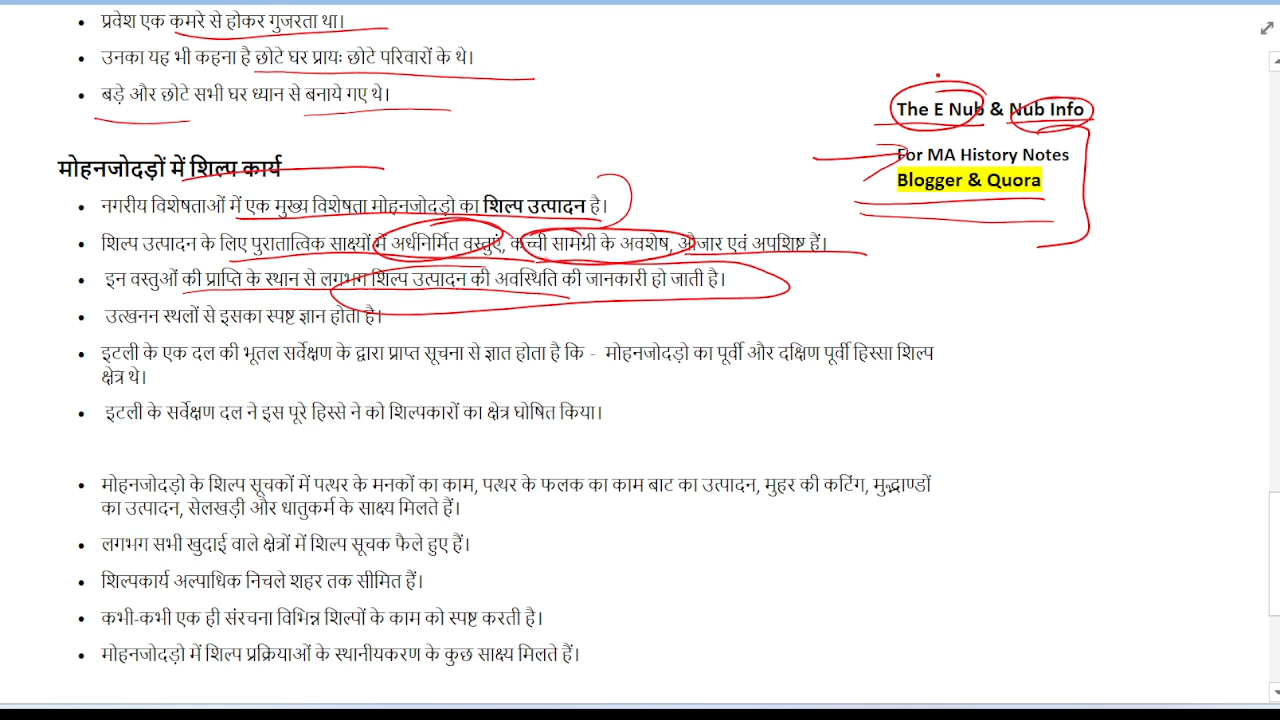 प्रवेश एक कमरे से होकर गुजरता था।
उनका यह भी कहना है छोटे घर प्रायः छोटे परिवारों के थे।
बड़े और छोटे सभी घर ध्यान से बनाये गए थे।
The E Nub & Nub Info
For MA History Notes
Blogger & Quora
मोहनजोदड़ों में शिल्प कार्य
नगरीय विशेषताओं में एक मुख्य विशेषता मोहनजोदड़ो का शिल्प उत्पादन है।
शिल्प उत्पादन के लिए पुरातात्विक साक्ष्यों में अर्धनिर्मित वस्तुएं, कच्ची सामग्री के अवशेष, औजार एवं अपशिष्ट हैं।
इन वस्तुओं की प्राप्ति के स्थान से लगभग शिल्प उत्पादन की अवस्थिति की जानकारी हो जाती है।
उत्खनन स्थलों से इसका स्पष्ट ज्ञान होता है।
इटली के एक दल की भूतल सर्वेक्षण के द्वारा प्राप्त सूचना से ज्ञात होता है कि - मोहनजोदड़ो का पूर्वी और दक्षिण पूर्वी हिस्सा शिल्प
क्षेत्र थे।
इटली के सर्वेक्षण दल ने इस पूरे हिस्से ने को शिल्पकारों का क्षेत्र घोषित किया।
मोहनजोदड़ो के शिल्प सूचकों में पत्थर के मनकों का काम, पत्थर के फलक का काम बाट का उत्पादन, मुहर की कटिंग, मुद्भाण्डों
का उत्पादन, सेलखड़ी और धातुकर्म के साक्ष्य मिलते हैं।
लगभग सभी खुदाई वाले क्षेत्रों में शिल्प सूचक फैले हुए हैं।
शिल्पकार्य अल्पाधिक निचले शहर तक सीमित हैं।
कभी-कभी एक ही संरचना विभिन्न शिल्पों के काम को स्पष्ट करती है।
मोहनजोदड़ो में शिल्प प्रक्रियाओं के स्थानीयकरण के कुछ साक्ष्य मिलते हैं।